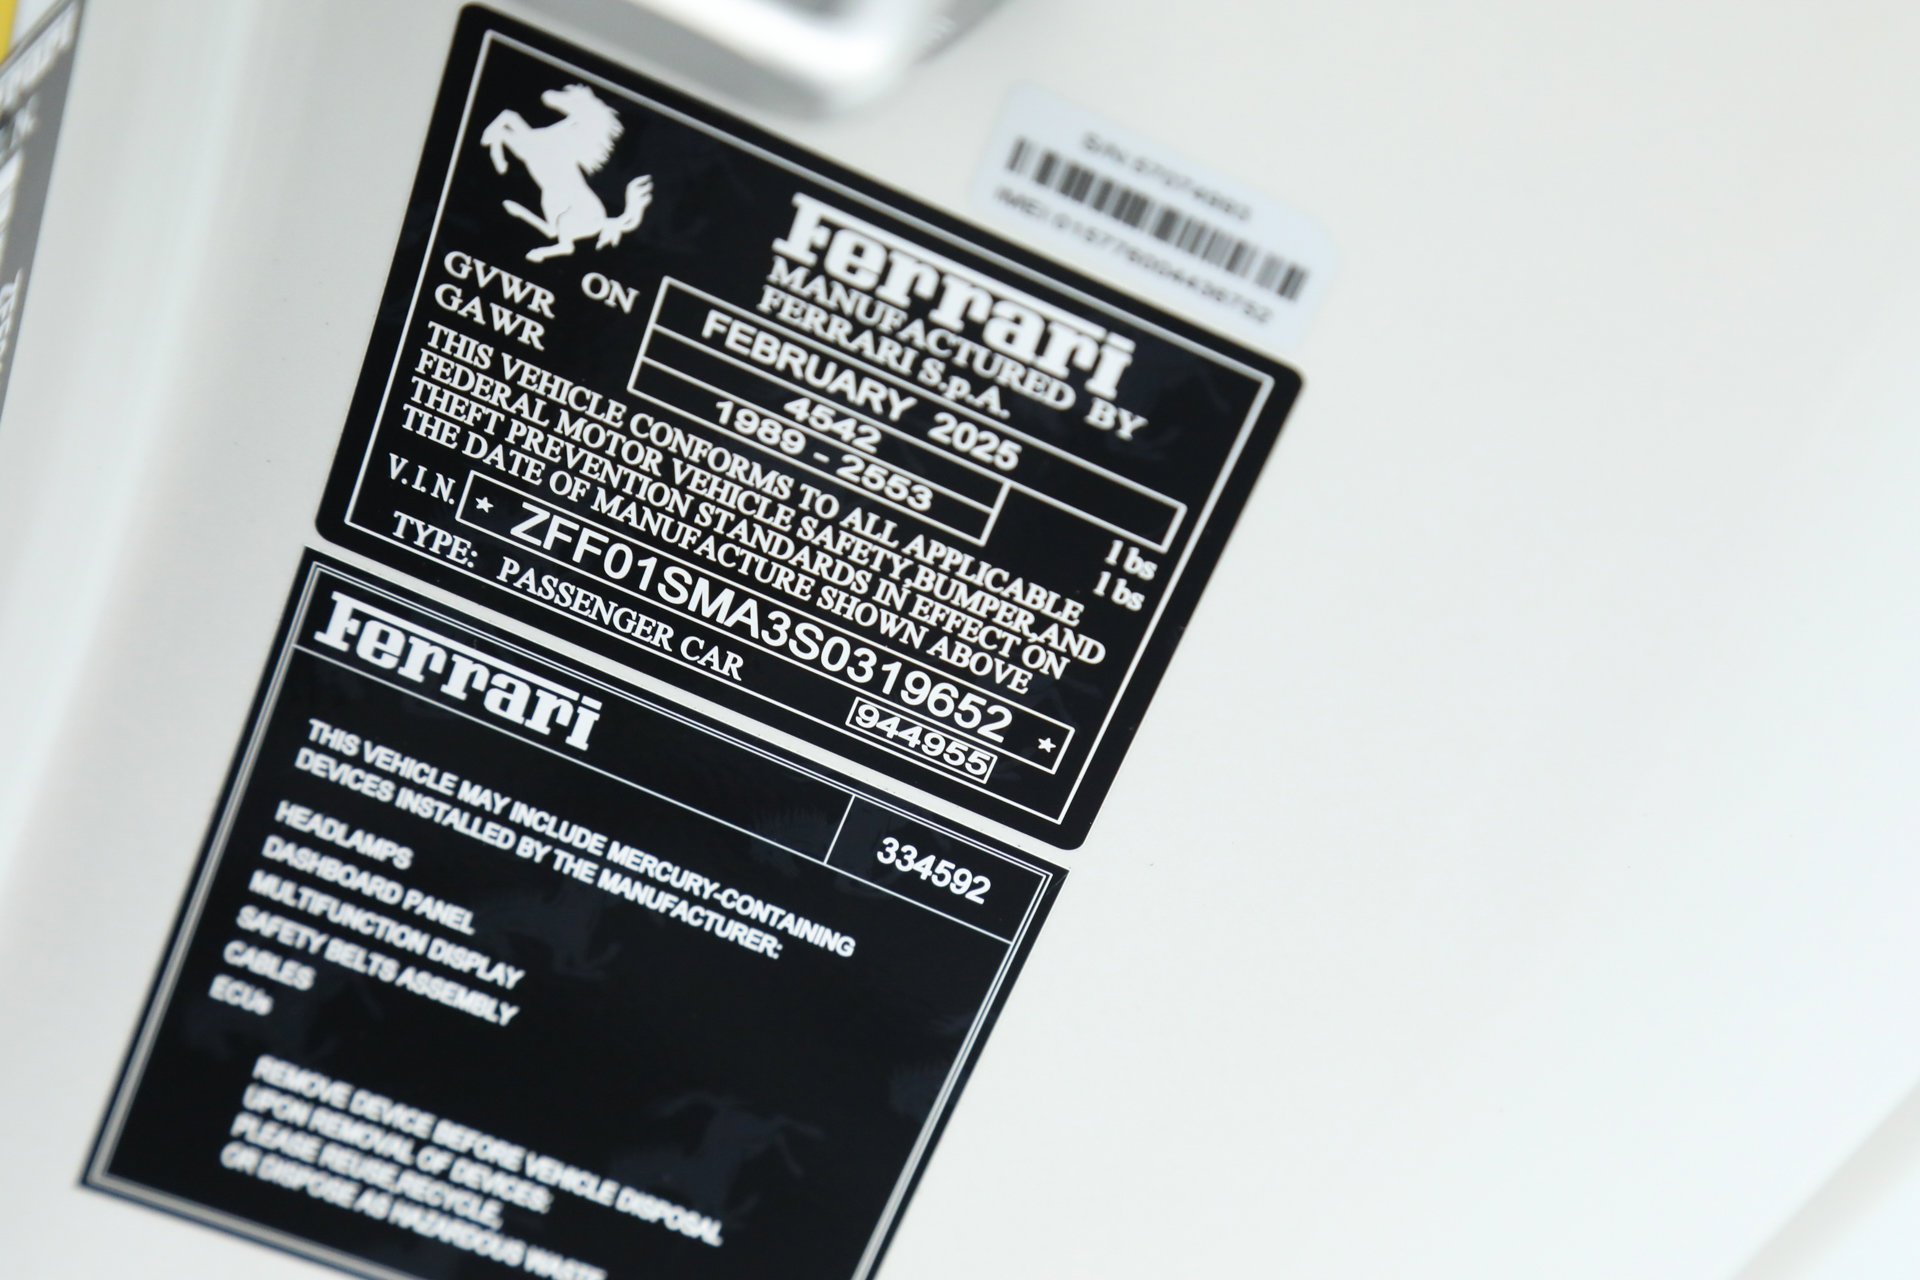 Ferrari
MANUFACTURED BY
FERRARI S.p.A.
ON FEBRUARY 2025
GVWR 4542 lbs
GAWR 1989 - 2553 lbs
THIS VEHICLE CONFORMS TO ALL APPLICABLE
FEDERAL MOTOR VEHICLE SAFETY,BUMPER,AND
THEFT PREVENTION STANDARDS IN EFFECT ON
THE DATE OF MANUFACTURE SHOWN ABOVE
V.I.N. ★ ZFF01SMA3S0319652 ★
TYPE: PASSENGER CAR 944955
Ferrari 334592
THIS VEHICLE MAY INCLUDE MERCURY-CONTAINING
DEVICES INSTALLED BY THE MANUFACTURER:
HEADLAMPS
DASHBOARD PANEL
MULTIFUNCTION DISPLAY
SAFETY BELTS ASSEMBLY
CABLES
ECUs
REMOVE DEVICE BEFORE VEHICLE DISPOSAL
UPON REMOVAL OF DEVICES:
PLEASE REUSE,RECYCLE,
OR DISPOSE AS HAZARDOUS WASTE